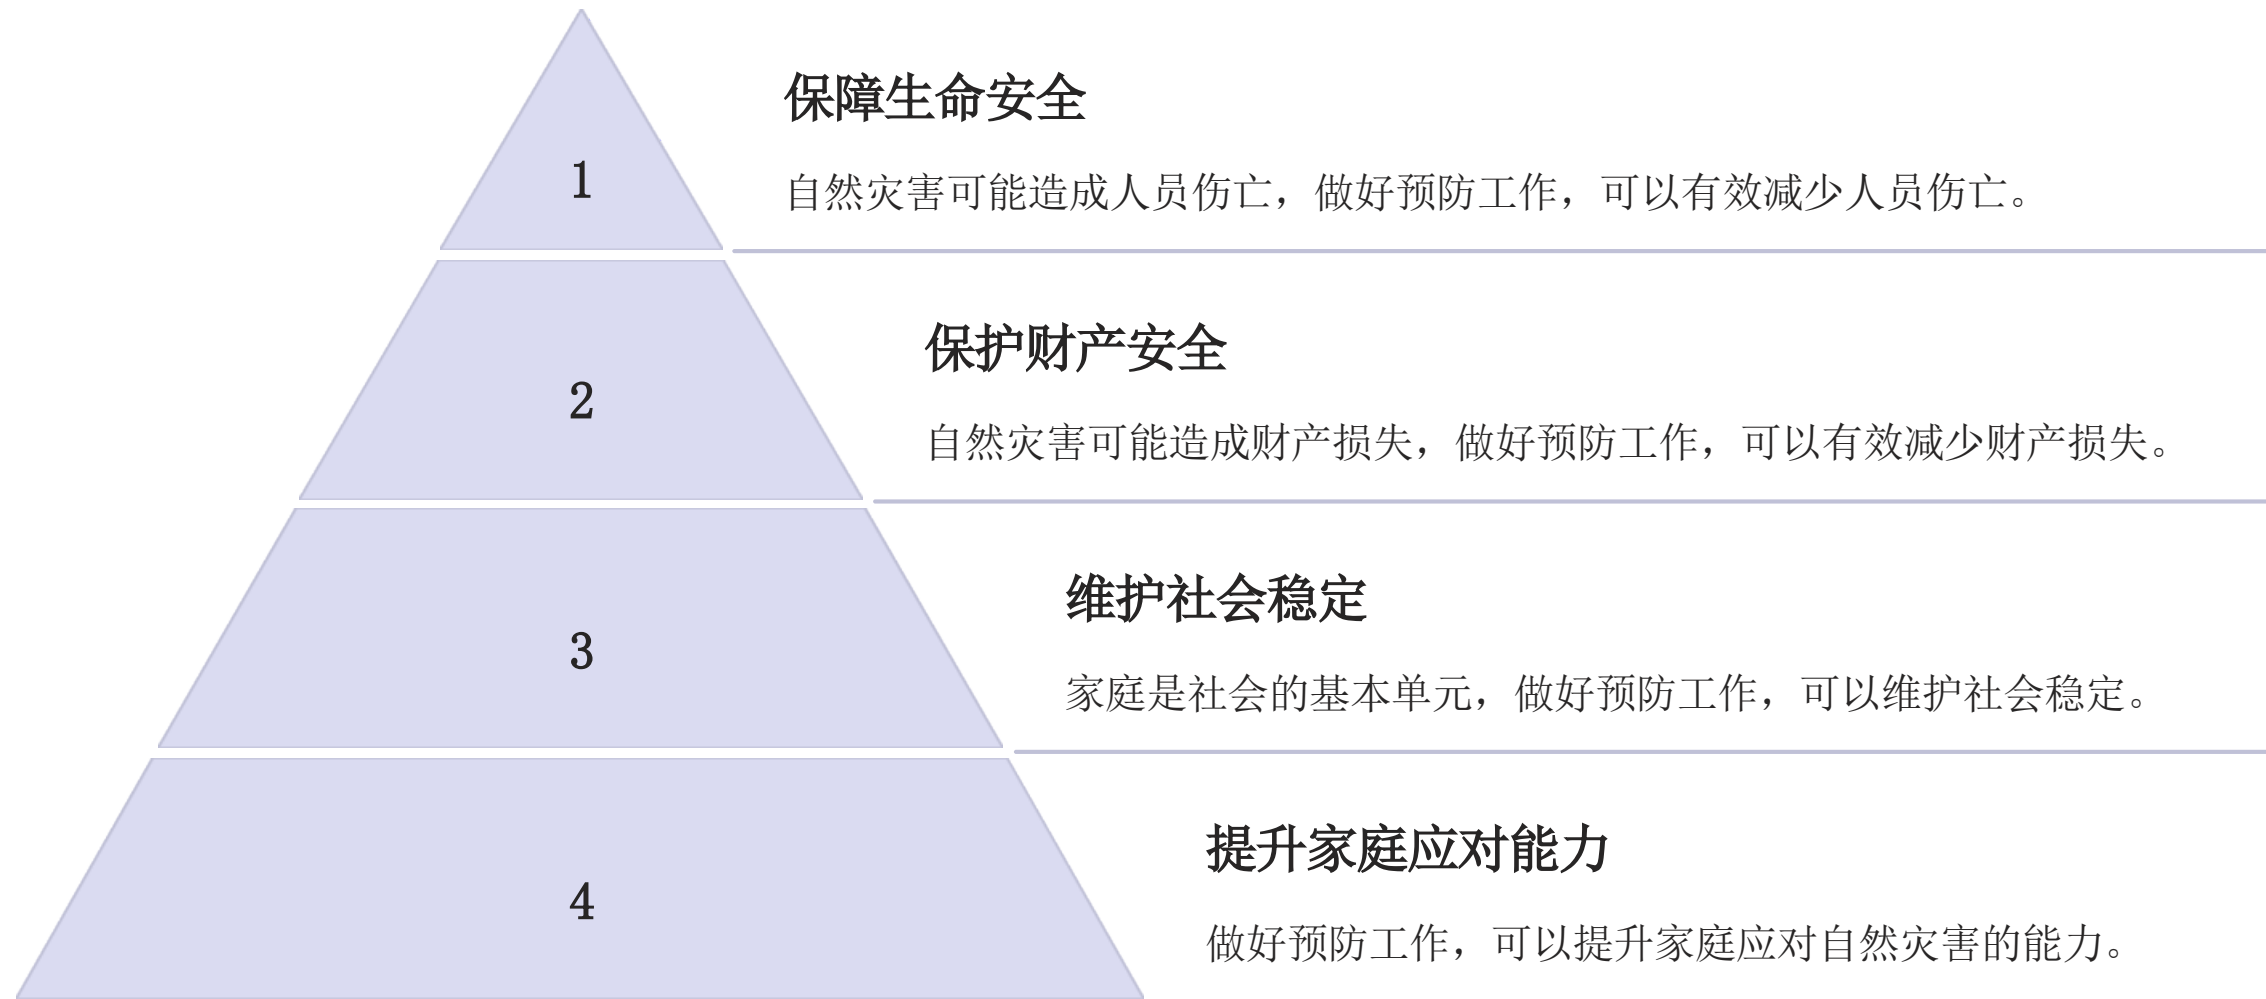 1
保障生命安全
自然灾害可能造成人员伤亡，做好预防工作，可以有效减少人员伤亡。
2
保护财产安全
自然灾害可能造成财产损失，做好预防工作，可以有效减少财产损失。
3
维护社会稳定
家庭是社会的基本单元，做好预防工作，可以维护社会稳定。
4
提升家庭应对能力
做好预防工作，可以提升家庭应对自然灾害的能力。